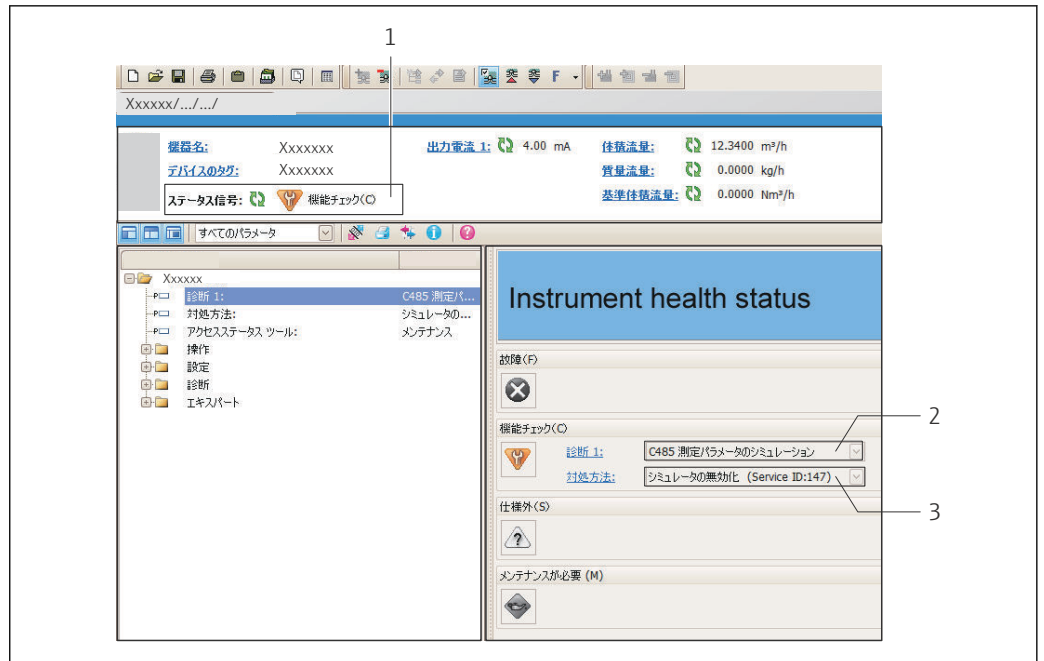 1
F
Xxxxxx/.../.../
機器名: Xxxxxxx 出力電流 1: 4.00 mA 体積流量: 12.3400 m³/h
デバイスのタグ: Xxxxxxx 質量流量: 0.0000 kg/h
ステータス信号: 機能チェック(C) 基準体積流量: 0.0000 Nm³/h
すべてのパラメータ
Xxxxxx
診断 1: C485 測定パ...
対処方法: シミュレータの...
アクセスステータス ツール: メンテナンス
操作
設定
診断
エキスパート
Instrument health status
故障(F)
機能チェック(C)
診断 1: C485 測定パラメータのシミュレーション
2
対処方法: シミュレータの無効化 (Service ID:147)
3
仕様外(S)
?
メンテナンスが必要 (M)